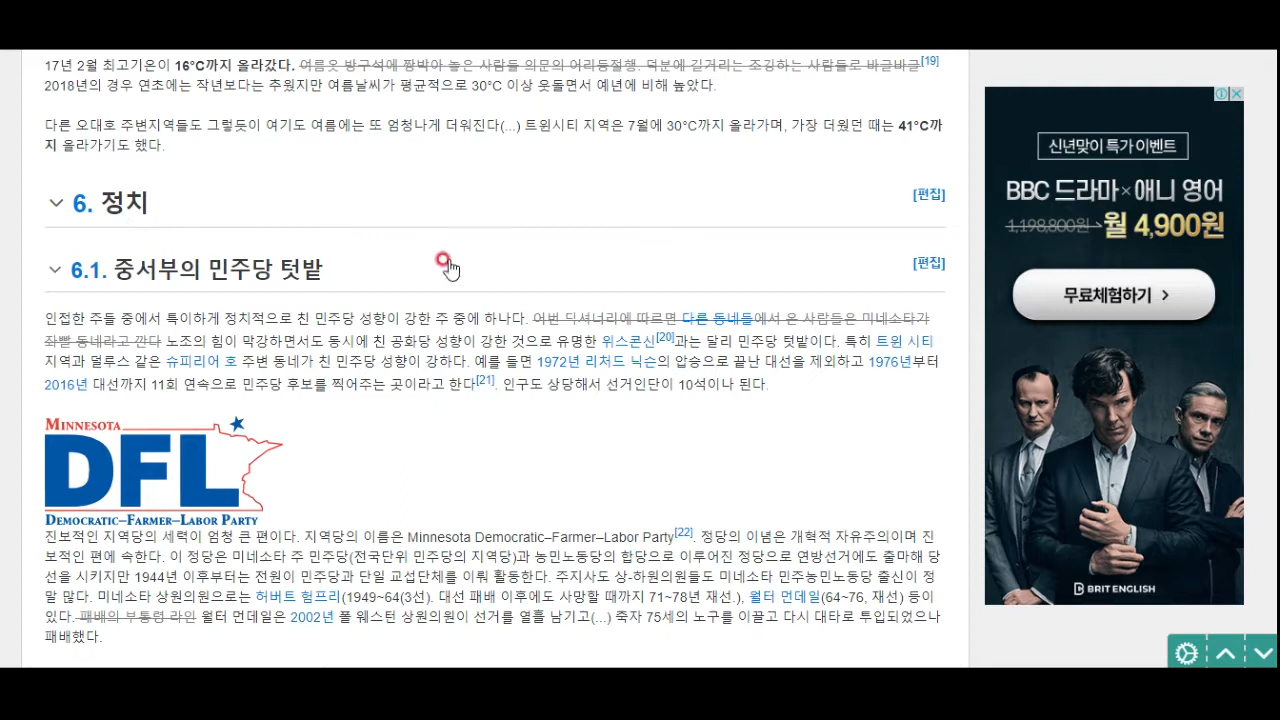 17년 2월 최고기온이 16°C까지 올라갔다. 여름옷 방구석에 짱박아 놓은 사람들 의문의 어리둥절행. 덕분에 길거리는 조깅하는 사람들로 바글바글[19]
2018년의 경우 연초에는 작년보다는 추웠지만 여름날씨가 평균적으로 30°C 이상 웃돌면서 예년에 비해 높았다.
다른 오대호 주변지역들도 그렇듯이 여기도 여름에는 또 엄청나게 더워진다(...) 트윈시티 지역은 7월에 30°C까지 올라가며, 가장 더웠던 때는 41°C까
지 올라가기도 했다.
6. 정치
[편집]
6.1. 중서부의 민주당 텃밭
[편집]
인접한 주들 중에서 특이하게 정치적으로 친 민주당 성향이 강한 주 중에 하나다. 어번 딕셔너리에 따르면 다른 동네들에서 온 사람들은 미네소타가
좌빨 동네라고 깐다 노조의 힘이 막강하면서도 동시에 친 공화당 성향이 강한 것으로 유명한 위스콘신[20]과는 달리 민주당 텃밭이다. 특히 트윈 시티
지역과 덜루스 같은 슈피리어 호 주변 동네가 친 민주당 성향이 강하다. 예를 들면 1972년 리처드 닉슨의 압승으로 끝난 대선을 제외하고 1976년부터
2016년 대선까지 11회 연속으로 민주당 후보를 찍어주는 곳이라고 한다[21]. 인구도 상당해서 선거인단이 10석이나 된다.
MINNESOTA
DFL
DEMOCRATIC–FARMER–LABOR PARTY
진보적인 지역당의 세력이 엄청 큰 편이다. 지역당의 이름은 Minnesota Democratic–Farmer–Labor Party[22]. 정당의 이념은 개혁적 자유주의이며 진
보적인 편에 속한다. 이 정당은 미네소타 주 민주당(전국단위 민주당의 지역당)과 농민노동당의 합당으로 이루어진 정당으로 연방선거에도 출마해 당
선을 시키지만 1944년 이후부터는 전원이 민주당과 단일 교섭단체를 이뤄 활동한다. 주지사도 상-하원의원들도 미네소타 민주농민노동당 출신이 정
말 많다. 미네소타 상원의원으로는 허버트 험프리(1949~64(3선). 대선 패배 이후에도 사망할 때까지 71~78년 재선.), 월터 먼데일(64~76, 재선) 등이
있다. 패배의 부통령 라인 월터 먼데일은 2002년 폴 웨스턴 상원의원이 선거를 열흘 남기고(...) 죽자 75세의 노구를 이끌고 다시 대타로 투입되었으나
패배했다.
신년맞이 특가 이벤트
BBC 드라마×애니 영어
1,198,800원→월 4,900원
무료체험하기 >
BRIT ENGLISH